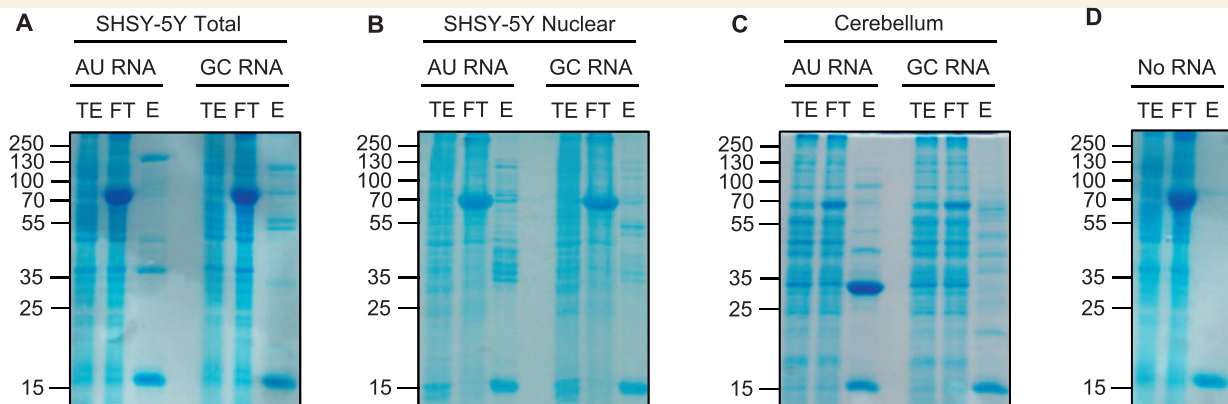 A SHSY-5Y Total
AU RNA GC RNA
TE FT E TE FT E
250
130
100
70
55
35
25
15
B SHSY-5Y Nuclear
AU RNA GC RNA
TE FT E TE FT E
250
130
100
70
55
35
25
15
C Cerebellum
AU RNA GC RNA
TE FT E TE FT E
250
130
100
70
55
35
25
15
D
No RNA
TE FT E
250
130
100
70
55
35
25
15